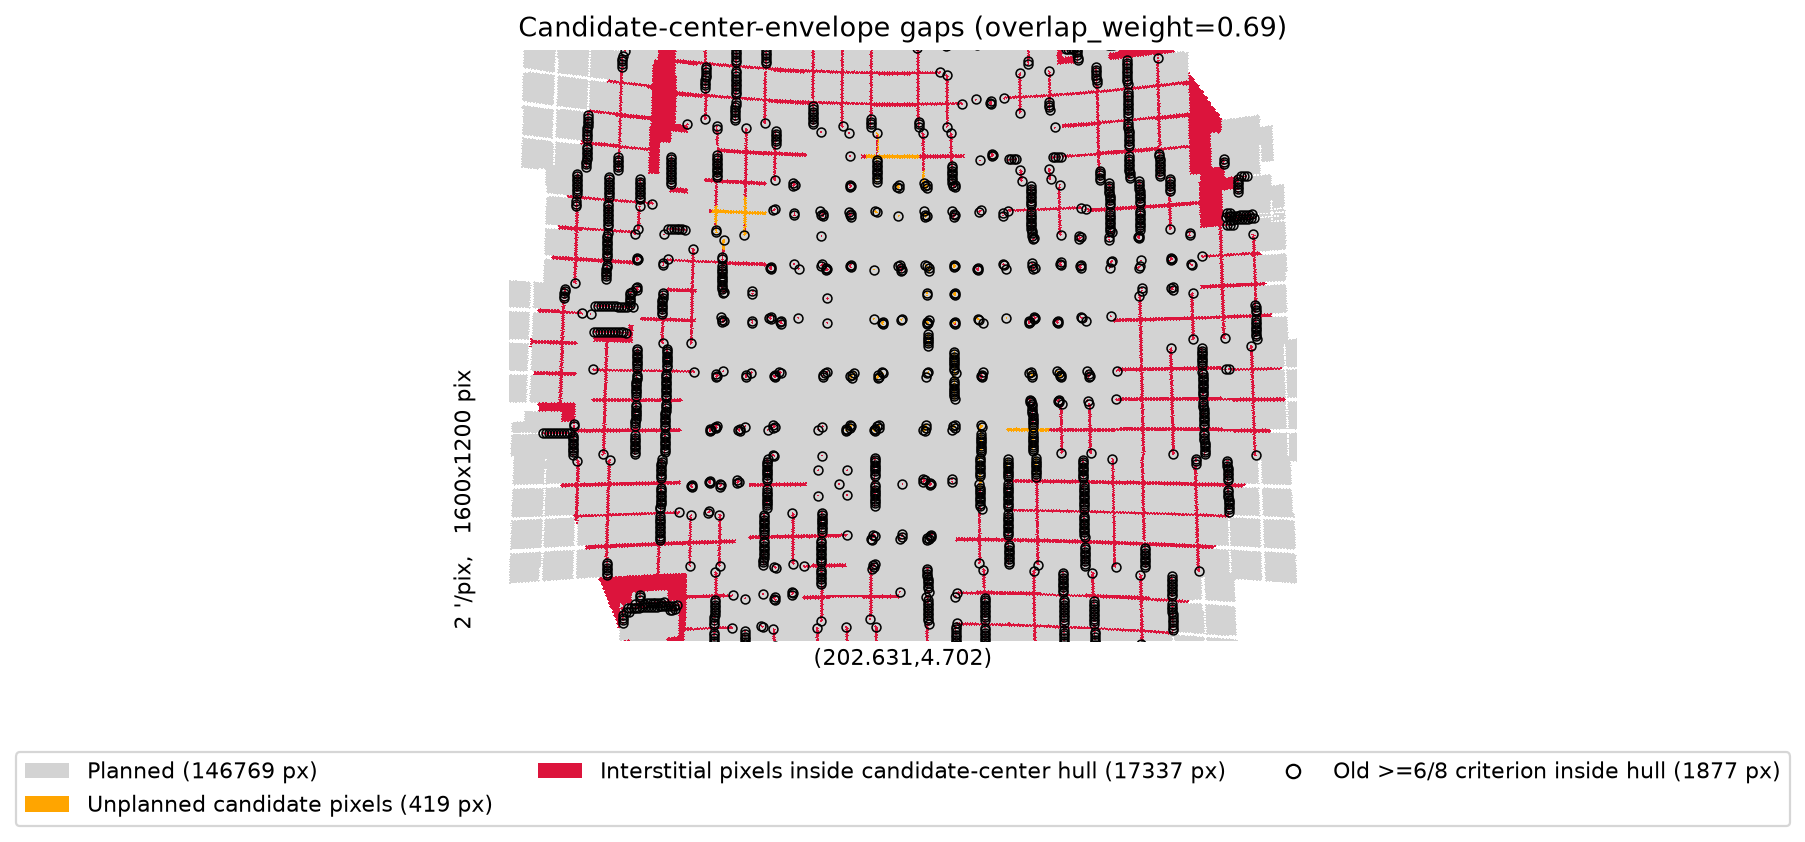 Candidate-center-envelope gaps (overlap_weight=0.69)
2 '/pix,   1600x1200 pix
(202.631,4.702)
Planned (146769 px)
Unplanned candidate pixels (419 px)
Interstitial pixels inside candidate-center hull (17337 px)
Old >=6/8 criterion inside hull (1877 px)